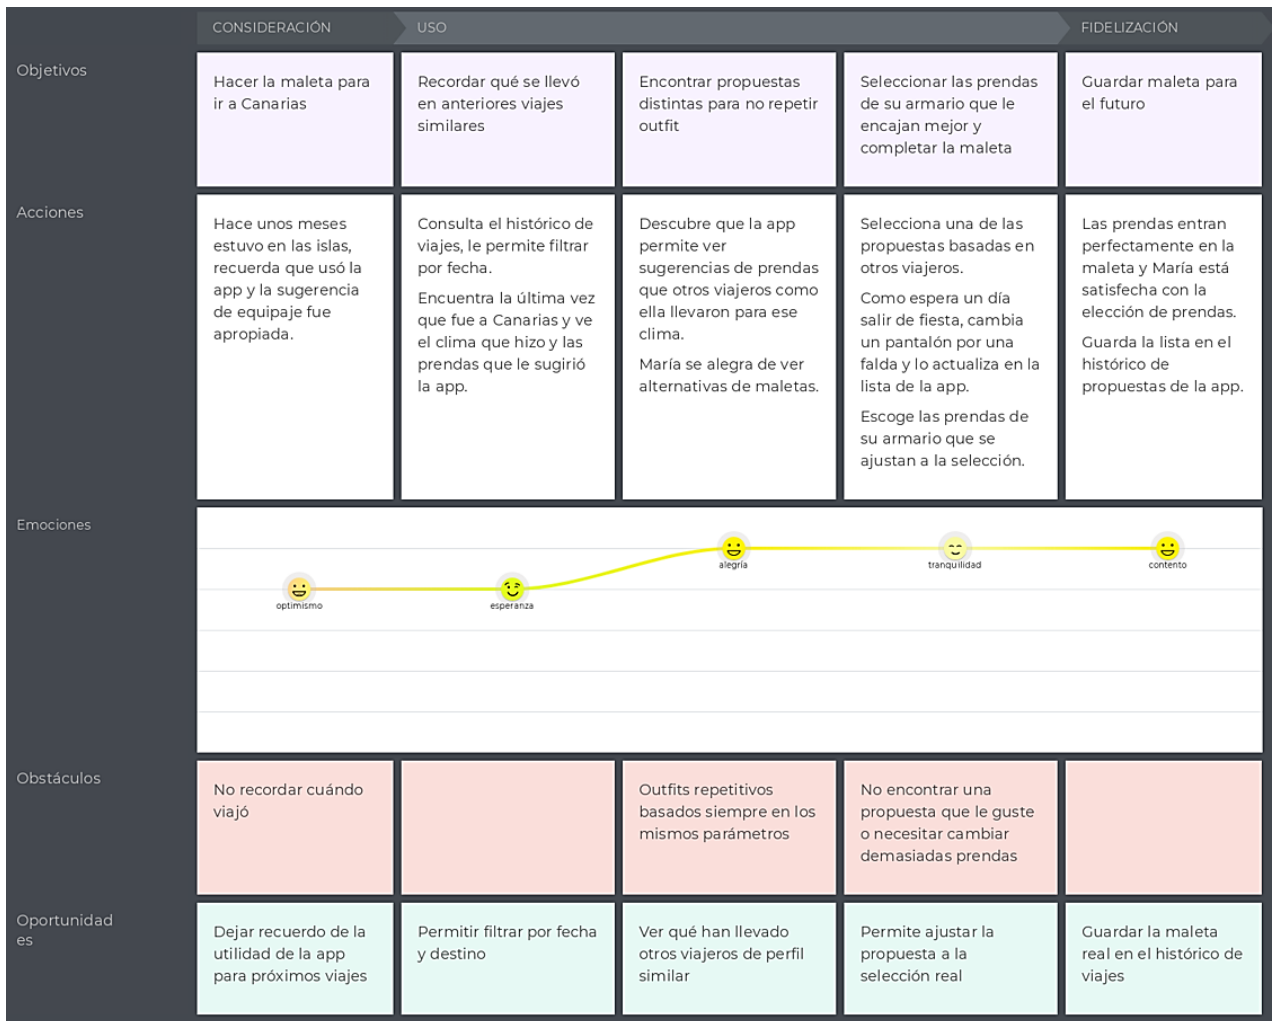 CONSIDERACIÓN
USO
FIDELIZACIÓN
Objetivos
Hacer la maleta para
ir a Canarias
Recordar qué se llevó
en anteriores viajes
similares
Encontrar propuestas
distintas para no repetir
outfit
Seleccionar las prendas
de su armario que le
encajan mejor y
completar la maleta
Guardar maleta para
el futuro
Acciones
Hace unos meses
estuvo en las islas,
recuerda que usó la
app y la sugerencia
de equipaje fue
apropiada.
Consulta el histórico de
viajes, le permite filtrar
por fecha.
Encuentra la última vez
que fue a Canarias y ve
el clima que hizo y las
prendas que le sugirió
la app.
Descubre que la app
permite ver
sugerencias de prendas
que otros viajeros como
ella llevaron para ese
clima.
María se alegra de ver
alternativas de maletas.
Selecciona una de las
propuestas basadas en
otros viajeros.
Como espera un día
salir de fiesta, cambia
un pantalón por una
falda y lo actualiza en la
lista de la app.
Escoge las prendas de
su armario que se
ajustan a la selección.
Las prendas entran
perfectamente en la
maleta y María está
satisfecha con la
elección de prendas.
Guarda la lista en el
histórico de
propuestas de la app.
Emociones
optimismo
esperanza
alegría
tranquilidad
contento
Obstáculos
No recordar cuándo
viajó
Outfits repetitivos
basados siempre en los
mismos parámetros
No encontrar una
propuesta que le guste
o necesitar cambiar
demasiadas prendas
Oportunidad
es
Dejar recuerdo de la
utilidad de la app
para próximos viajes
Permitir filtrar por fecha
y destino
Ver qué han llevado
otros viajeros de perfil
similar
Permite ajustar la
propuesta a la
selección real
Guardar la maleta
real en el histórico de
viajes